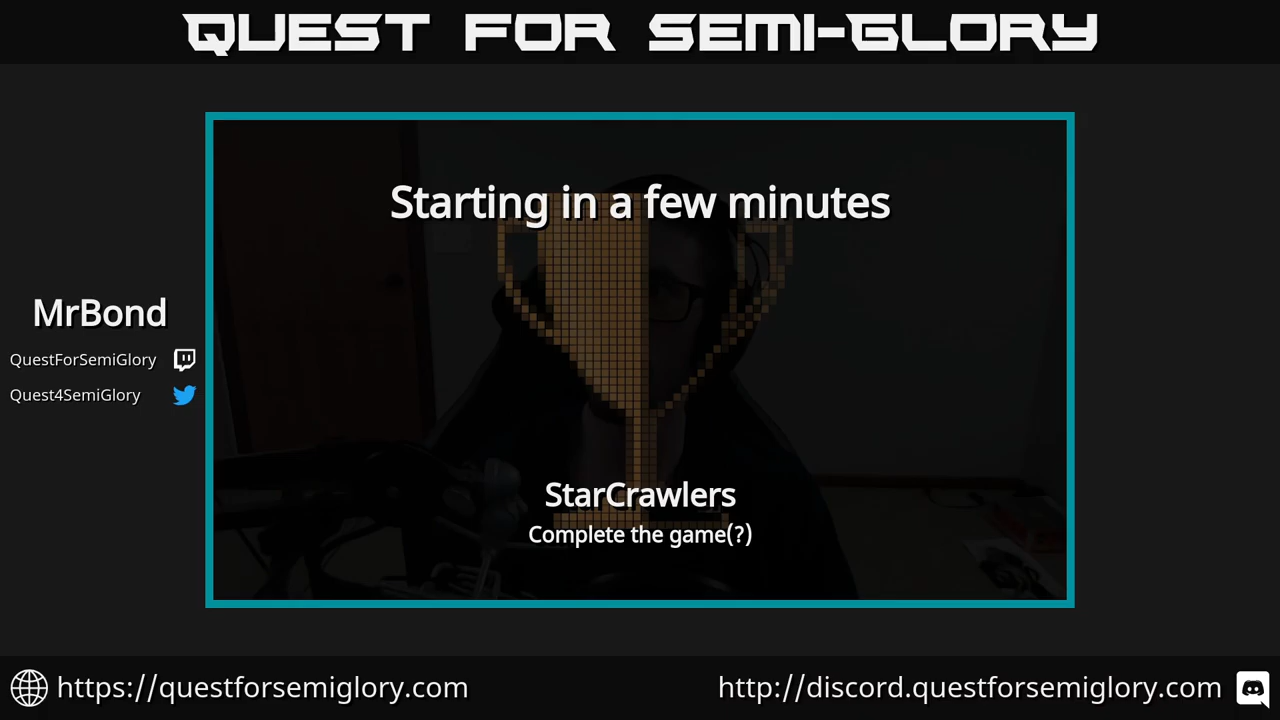 QUEST FOR SEMI-GLORY
Starting in a few minutes
MrBond
QuestForSemiGlory
Quest4SemiGlory
StarCrawlers
Complete the game(?)
https://questforsemiglory.com
http://discord.questforsemiglory.com